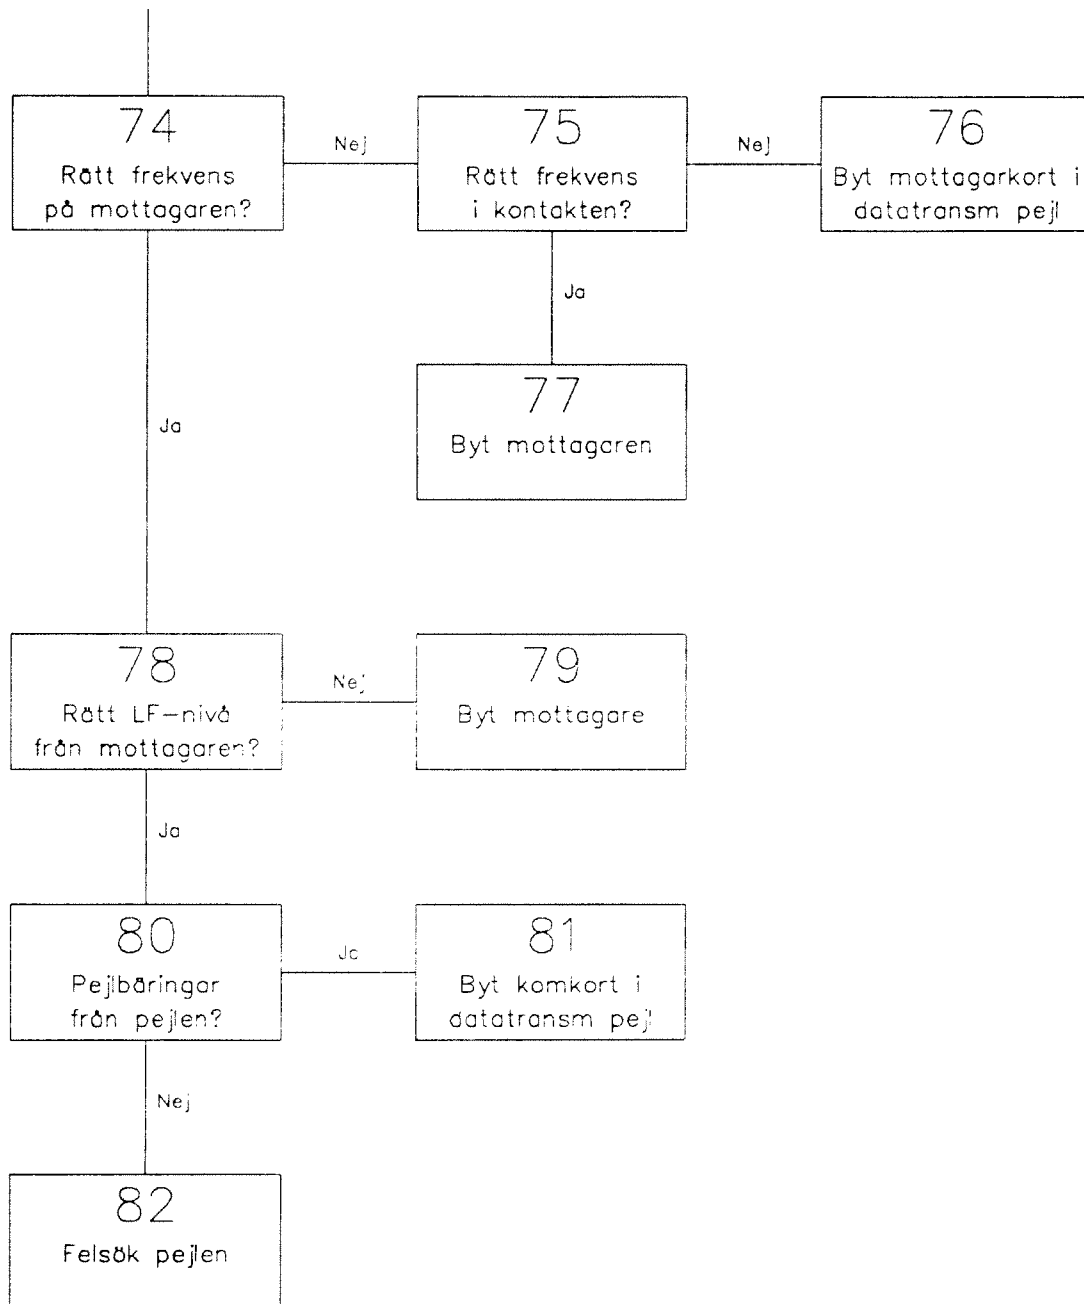 74
Rätt frekvens
på mottagaren?
Nej
75
Rätt frekvens
i kontakten?
Nej
76
Byt mottagarkort i
datatransm pejl
Ja
77
Byt mottagaren
Ja
78
Rätt LF-nivå
från mottagaren?
Nej
79
Byt mottagare
Ja
80
Pejlbäringar
från pejlen?
Ja
81
Byt komkort i
datatransm pejl
Nej
82
Felsök pejlen